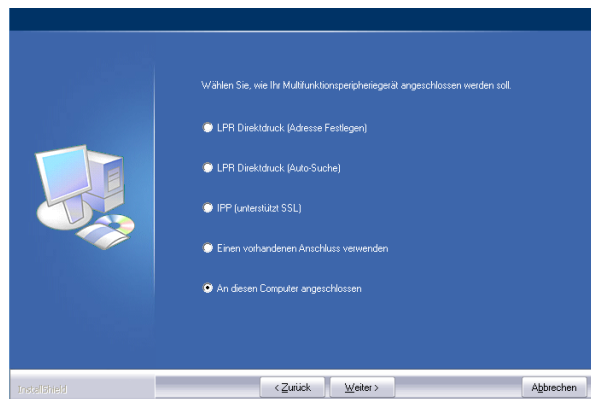 Wählen Sie, wie Ihr Multifunktionsperipheriegerät angeschlossen werden soll.
LPR Direktdruck (Adresse Festlegen)
LPR Direktdruck (Auto-Suche)
IPP (unterstützt SSL)
Einen vorhandenen Anschluss verwenden
An diesen Computer angeschlossen
InstallShield
< Zurück
Weiter >
Abbrechen